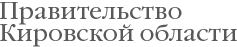 Правительство
Кировской области